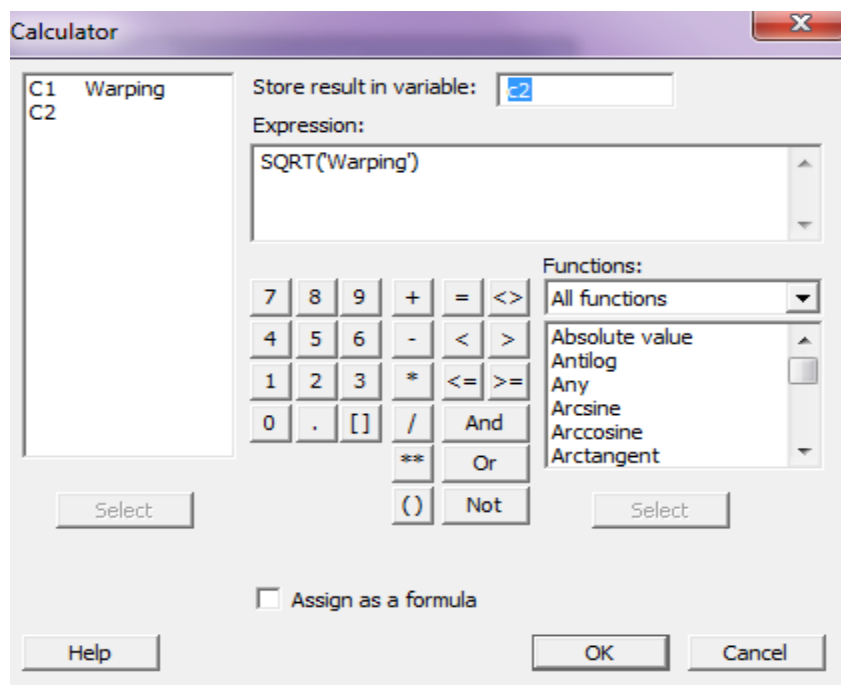 Calculator
X
C1 Warping
C2
Store result in variable: c2
Expression:
SQRT('Warping')
Functions:
All functions
7 8 9 + = <>
4 5 6 - < >
1 2 3 * <= >=
0 . [] / And
** Or
() Not
Absolute value
Antilog
Any
Arcsine
Arccosine
Arctangent
Select
Select
Assign as a formula
Help
OK
Cancel